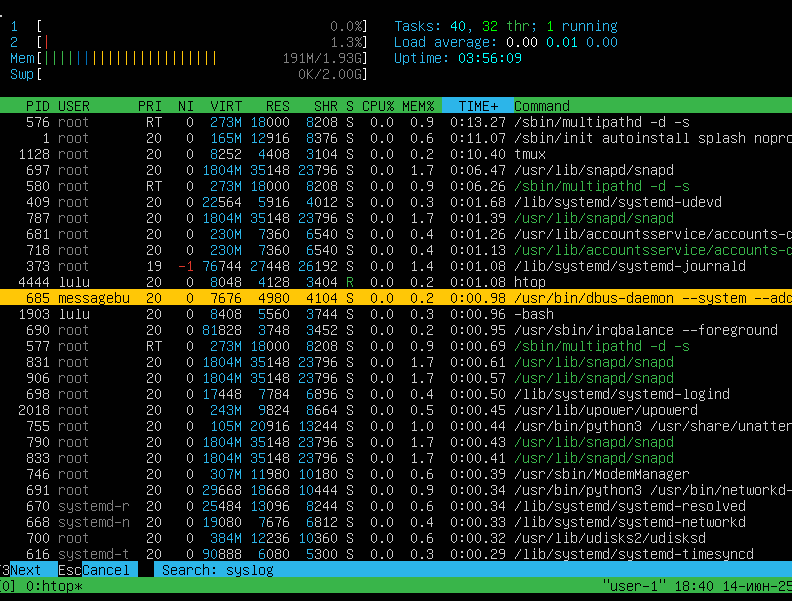 1 [ 0.0%] Tasks: 40, 32 thr; 1 running
2 [| 1.3%] Load average: 0.00 0.01 0.00
Mem[||||||||||||||||||||||191M/1.93G] Uptime: 03:56:09
Swp[ 0K/2.00G]
PID USER PRI NI VIRT RES SHR S CPU% MEM% TIME+ Command
576 root RT 0 273M 18000 8208 S 0.0 0.9 0:13.27 /sbin/multipathd -d -s
1 root 20 0 165M 12916 8376 S 0.0 0.6 0:11.07 /sbin/init autoinstall splash nopro
1128 root 20 0 8252 4408 3104 S 0.0 0.2 0:10.40 tmux
697 root 20 0 1804M 35148 23796 S 0.0 1.7 0:06.47 /usr/lib/snapd/snapd
580 root RT 0 273M 18000 8208 S 0.0 0.9 0:06.26 /sbin/multipathd -d -s
409 root 20 0 22564 5916 4012 S 0.0 0.3 0:01.68 /lib/systemd/systemd-udevd
787 root 20 0 1804M 35148 23796 S 0.0 1.7 0:01.39 /usr/lib/snapd/snapd
681 root 20 0 230M 7360 6540 S 0.0 0.4 0:01.26 /usr/lib/accountsservice/accounts-d
718 root 20 0 230M 7360 6540 S 0.0 0.4 0:01.13 /usr/lib/accountsservice/accounts-d
373 root 19 -1 76744 27448 26192 S 0.0 1.4 0:01.08 /lib/systemd/systemd-journald
4444 lulu 20 0 8048 4128 3404 R 0.0 0.2 0:01.08 htop
685 messagebu 20 0 7676 4980 4104 S 0.0 0.2 0:00.98 /usr/bin/dbus-daemon --system --add
1903 lulu 20 0 8408 5560 3744 S 0.0 0.3 0:00.96 -bash
690 root 20 0 81828 3748 3452 S 0.0 0.2 0:00.95 /usr/sbin/irqbalance --foreground
577 root RT 0 273M 18000 8208 S 0.0 0.9 0:00.69 /sbin/multipathd -d -s
831 root 20 0 1804M 35148 23796 S 0.0 1.7 0:00.61 /usr/lib/snapd/snapd
906 root 20 0 1804M 35148 23796 S 0.0 1.7 0:00.57 /usr/lib/snapd/snapd
698 root 20 0 17448 7784 6896 S 0.0 0.4 0:00.50 /lib/systemd/systemd-logind
2018 root 20 0 243M 9824 8664 S 0.0 0.5 0:00.45 /usr/lib/upower/upowerd
755 root 20 0 105M 20916 13244 S 0.0 1.0 0:00.44 /usr/bin/python3 /usr/share/unatten
790 root 20 0 1804M 35148 23796 S 0.0 1.7 0:00.43 /usr/lib/snapd/snapd
833 root 20 0 1804M 35148 23796 S 0.0 1.7 0:00.41 /usr/lib/snapd/snapd
746 root 20 0 307M 11980 10180 S 0.0 0.6 0:00.39 /usr/sbin/ModemManager
691 root 20 0 29668 18668 10444 S 0.0 0.9 0:00.34 /usr/bin/python3 /usr/bin/networkd-
670 systemd-r 20 0 25484 13096 8244 S 0.0 0.6 0:00.34 /lib/systemd/systemd-resolved
668 systemd-n 20 0 19080 7676 6812 S 0.0 0.4 0:00.33 /lib/systemd/systemd-networkd
700 root 20 0 384M 12236 10360 S 0.0 0.6 0:00.32 /usr/lib/udisks2/udisksd
616 systemd-t 20 0 90888 6080 5300 S 0.0 0.3 0:00.29 /lib/systemd/systemd-timesyncd
3Next EscCancel Search: syslog
[0] 0:htop* "user-1" 18:40 14-июн-25